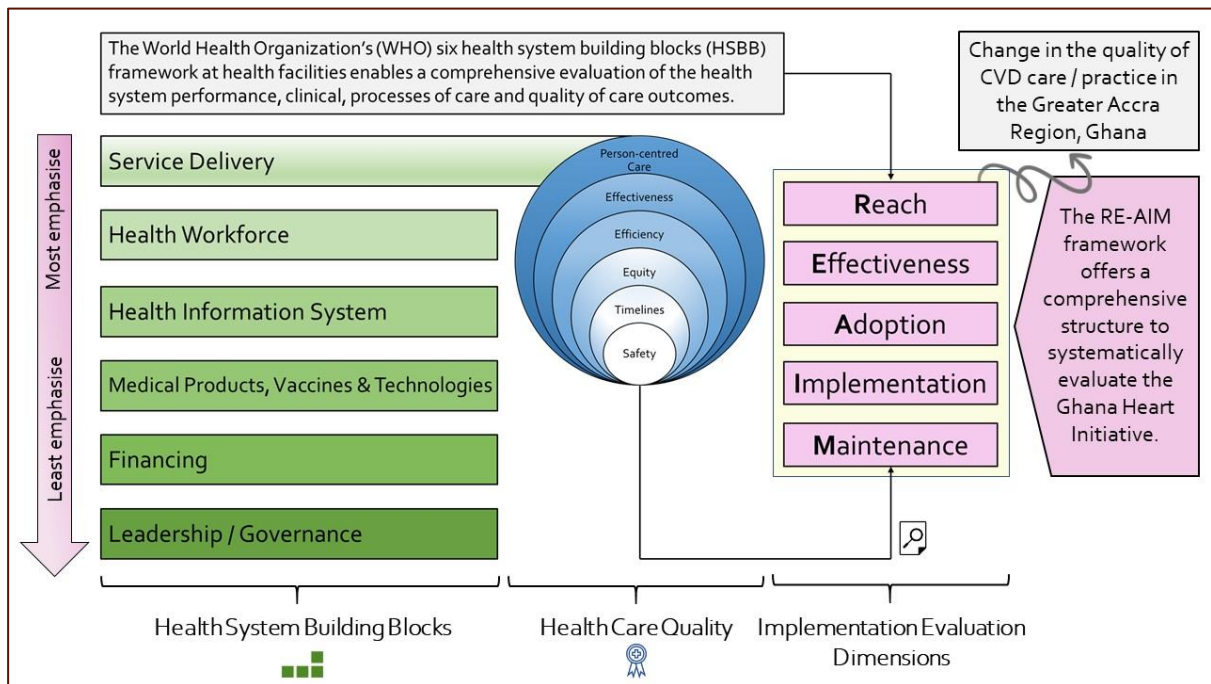 The World Health Organization's (WHO) six health system building blocks (HSBB)
framework at health facilities enables a comprehensive evaluation of the health
system performance, clinical, processes of care and quality of care outcomes.
Change in the quality of
CVD care / practice in
the Greater Accra
Region, Ghana
Most emphasise
Least emphasise
Service Delivery
Health Workforce
Health Information System
Medical Products, Vaccines & Technologies
Financing
Leadership / Governance
Person-centred
Care
Effectiveness
Efficiency
Equity
Timelines
Safety
Reach
Effectiveness
Adoption
Implementation
Maintenance
The RE-AIM
framework
offers a
comprehensive
structure to
systematically
evaluate the
Ghana Heart
Initiative.
Health System Building Blocks
Health Care Quality
Implementation Evaluation
Dimensions